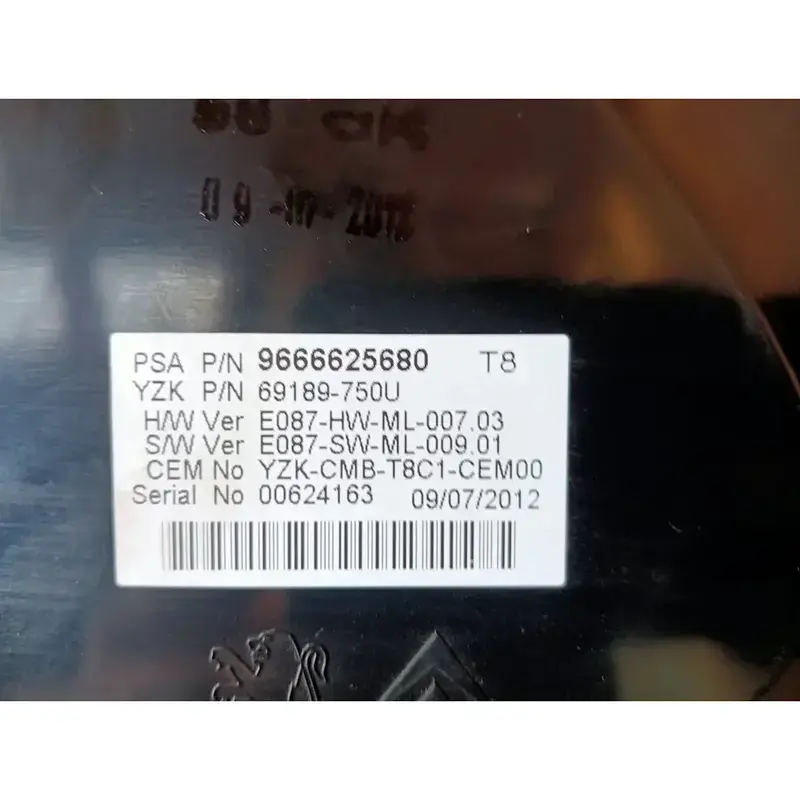 09
PSA P/N 9666625680 T8
YZK P/N 69189-750U
H/W Ver E087-HW-ML-007.03
S/W Ver E087-SW-ML-009.01
CEM No YZK-CMB-T8C1-CEM00
Serial No 00624163 09/07/2012